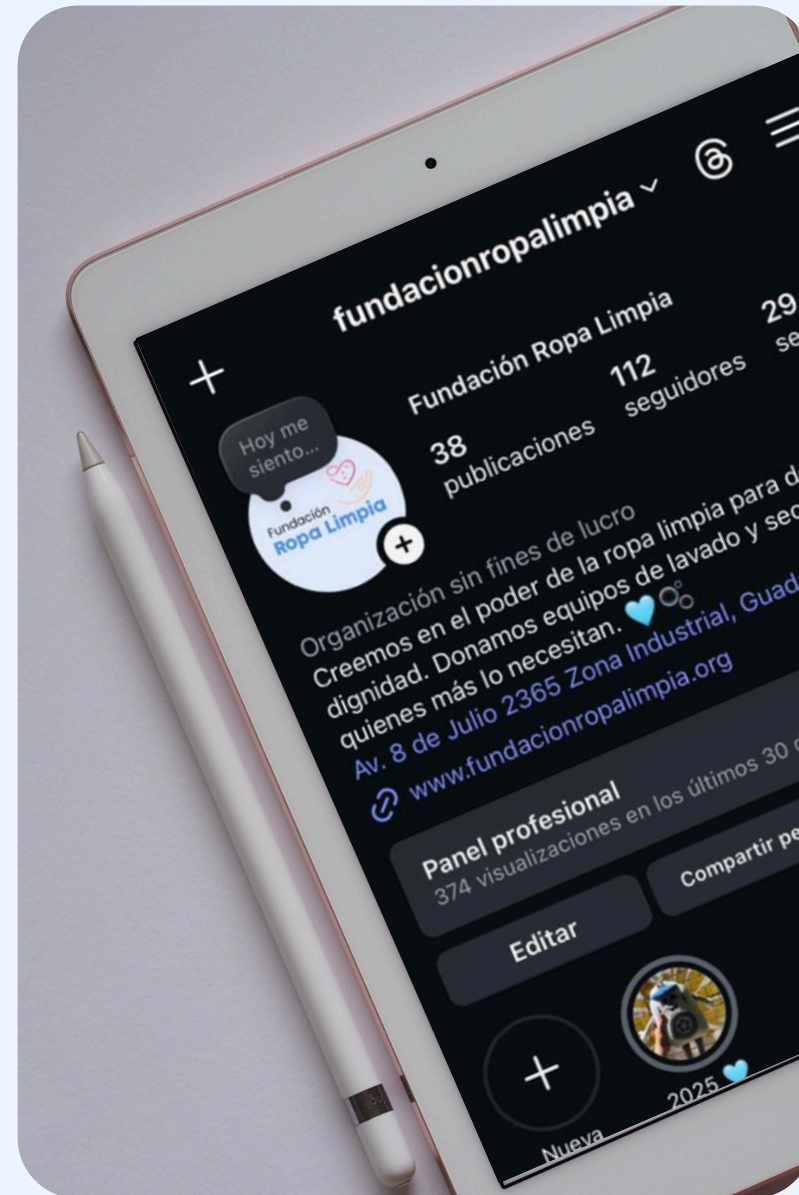 fundacionropalimpia
Hoy me
siento...
Fundación
Ropa Limpia
Fundación Ropa Limpia
38
publicaciones
112
seguidores
29
Organización sin fines de lucro
Creemos en el poder de la ropa limpia para
dignidad. Donamos equipos de lavado y
quienes más lo necesitan. 🩵🫧
Av. 8 de Julio 2365 Zona Industrial,
www.fundacionropalimpia.org
Panel profesional
374 visualizaciones en los últimos 30
Editar
Compartir
Nueva
2025 🩵